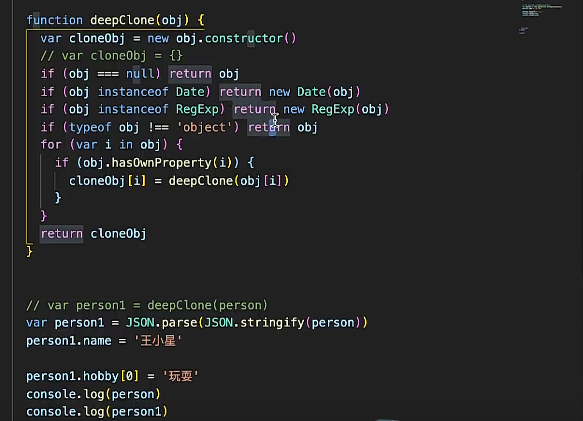 function deepClone(obj) {
  var cloneObj = new obj.constructor()
  // var cloneObj = {}
  if (obj === null) return obj
  if (obj instanceof Date) return new Date(obj)
  if (obj instanceof RegExp) return new RegExp(obj)
  if (typeof obj !== 'object') return obj
  for (var i in obj) {
    if (obj.hasOwnProperty(i)) {
      cloneObj[i] = deepClone(obj[i])
    }
  }
  return cloneObj
}
// var person1 = deepClone(person)
var person1 = JSON.parse(JSON.stringify(person))
person1.name = '王小星'
person1.hobby[0] = '玩耍'
console.log(person)
console.log(person1)